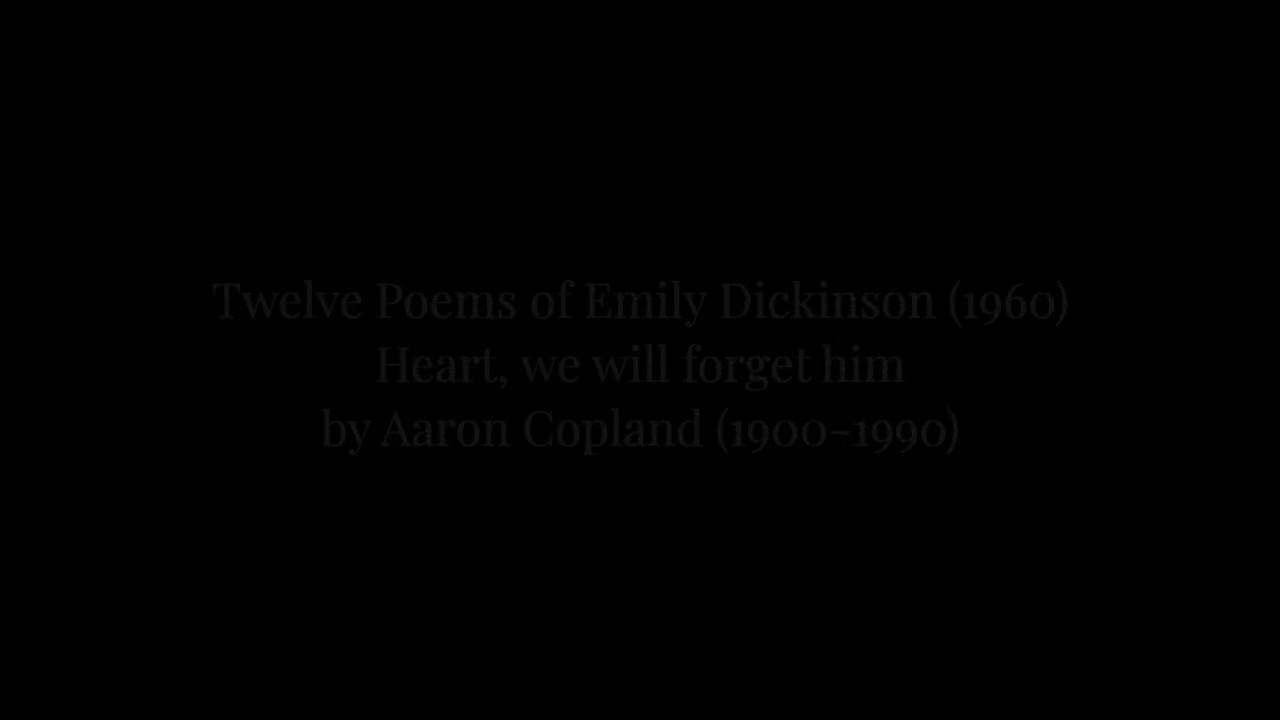 Twelve Poems of Emily Dickinson (1960)
Heart, we will forget him
by Aaron Copland (1900-1990)